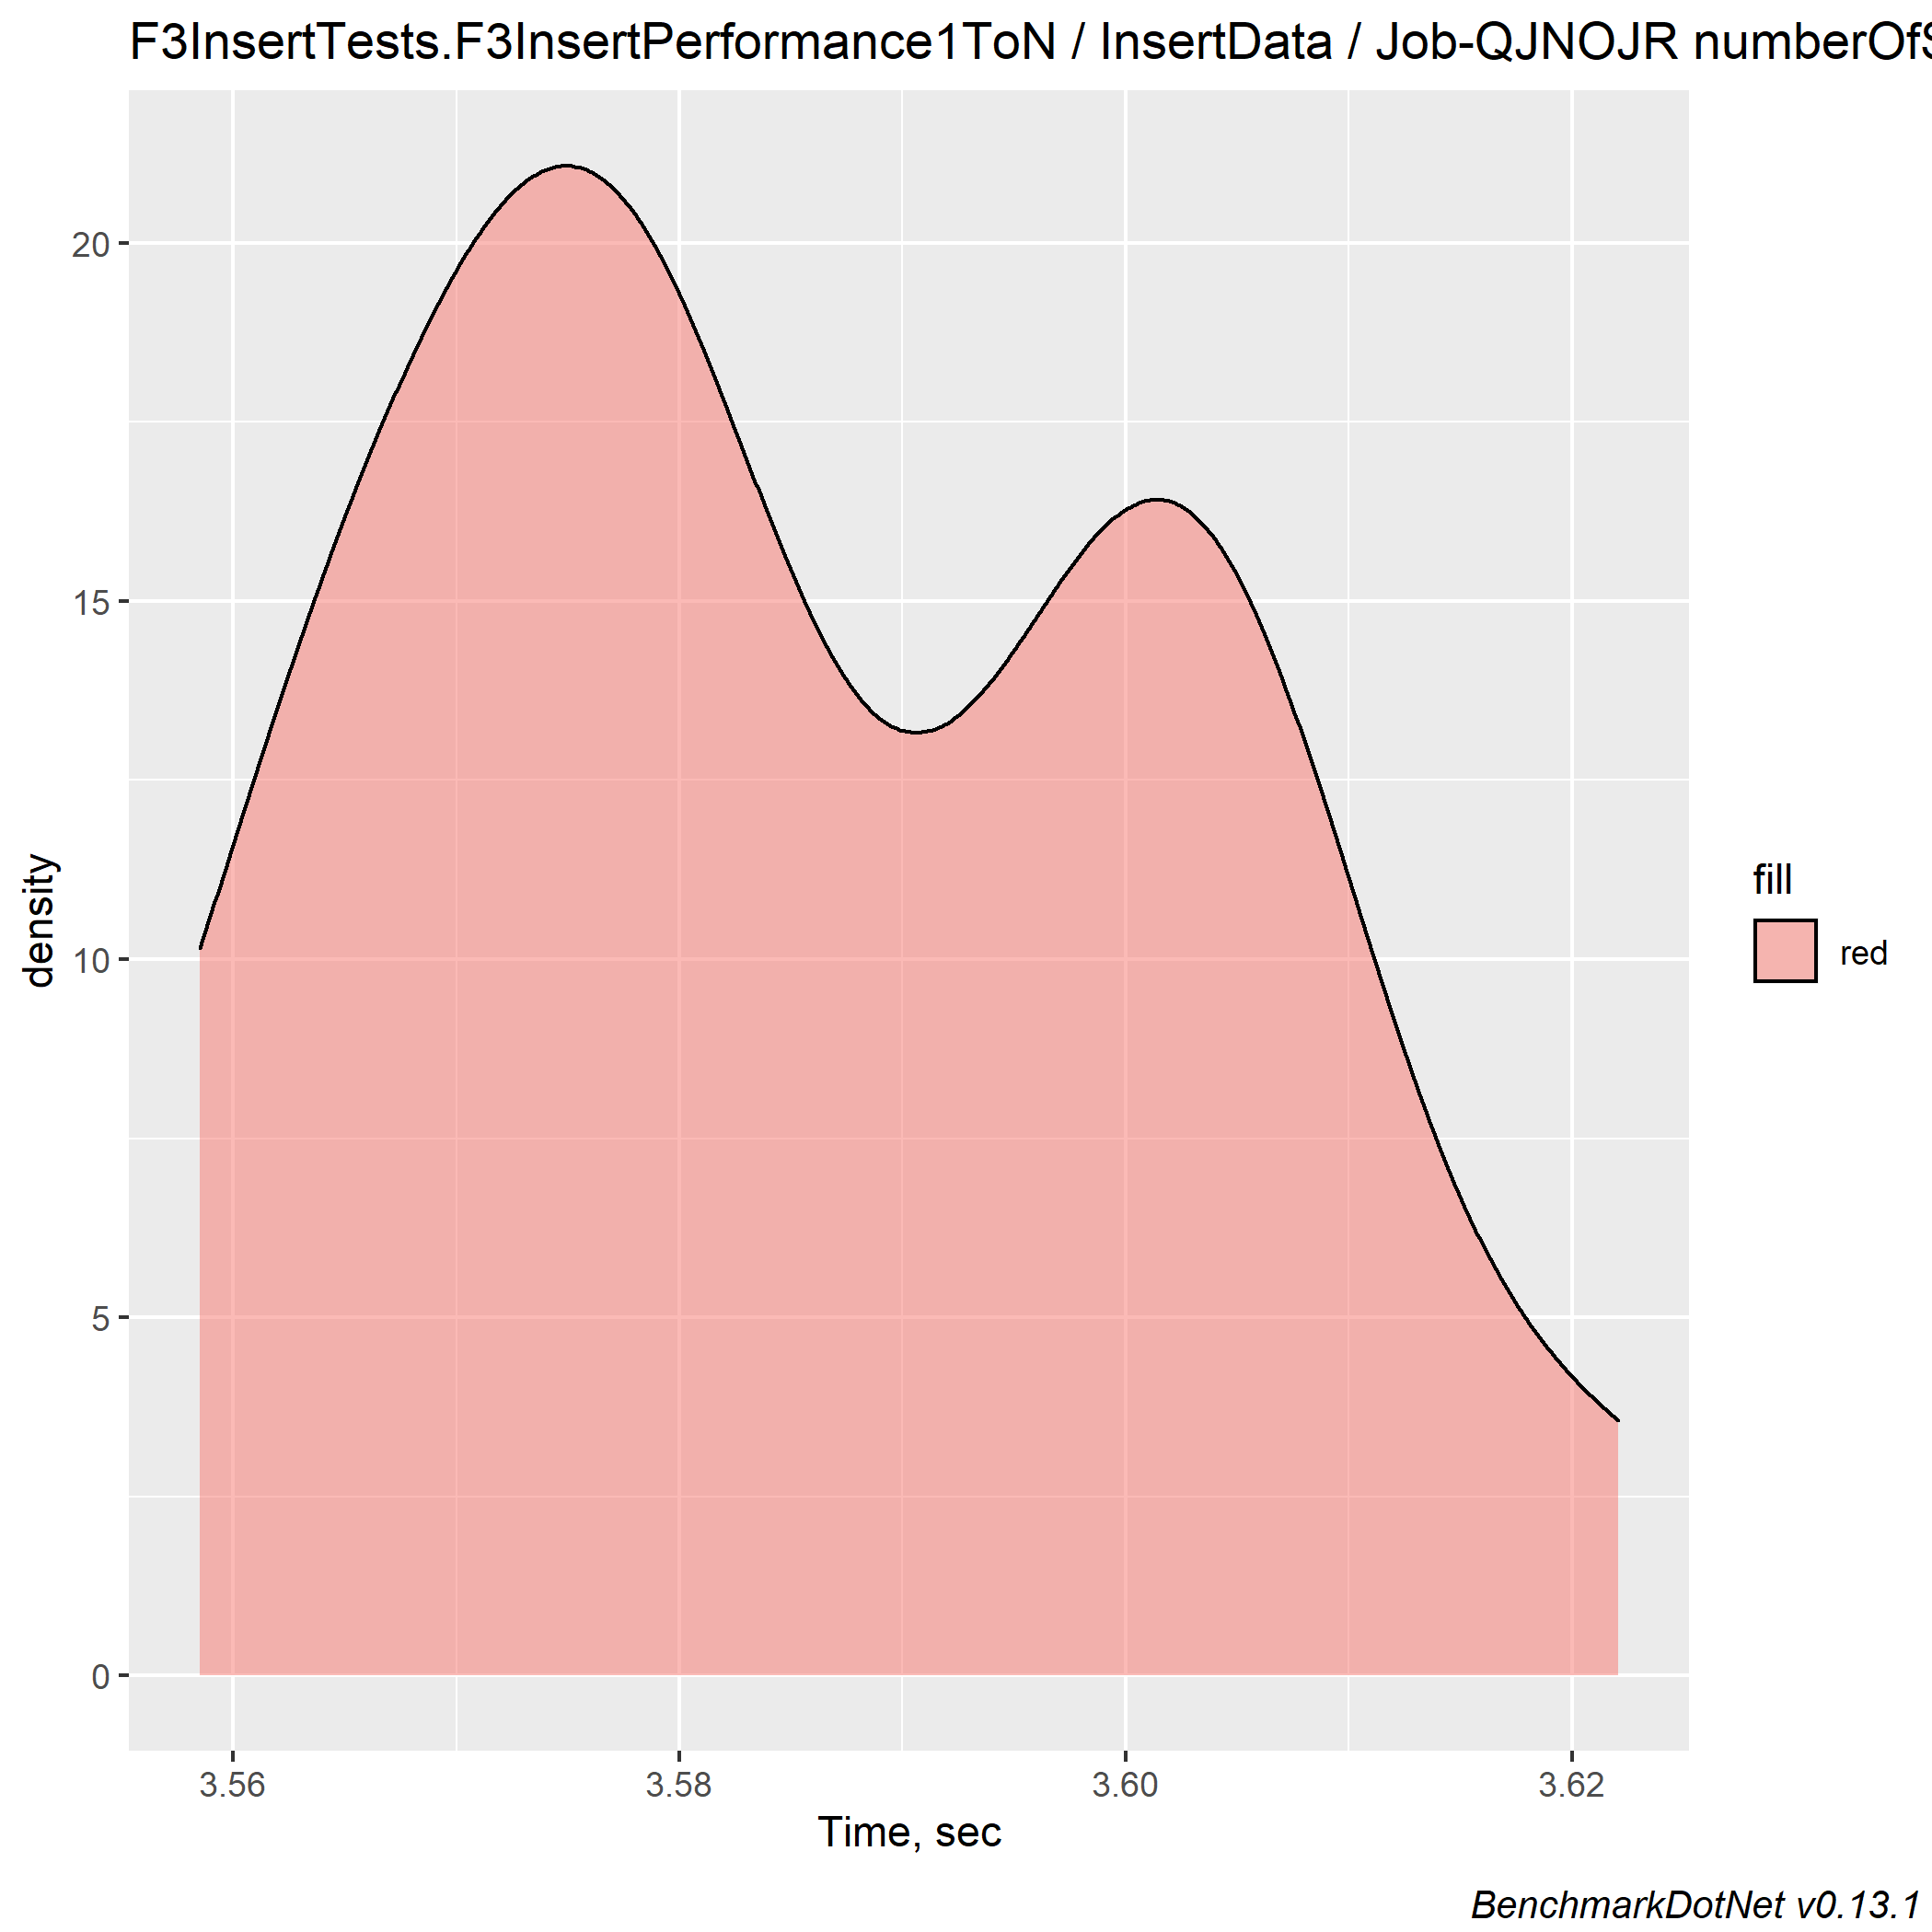 F3InsertTests.F3InsertPerformance1ToN / InsertData / Job-QJNOJR
20
15
density
fill
red
10
5
0
3.56 3.58 3.60 3.62
Time, sec
BenchmarkDotNet v0.13.1